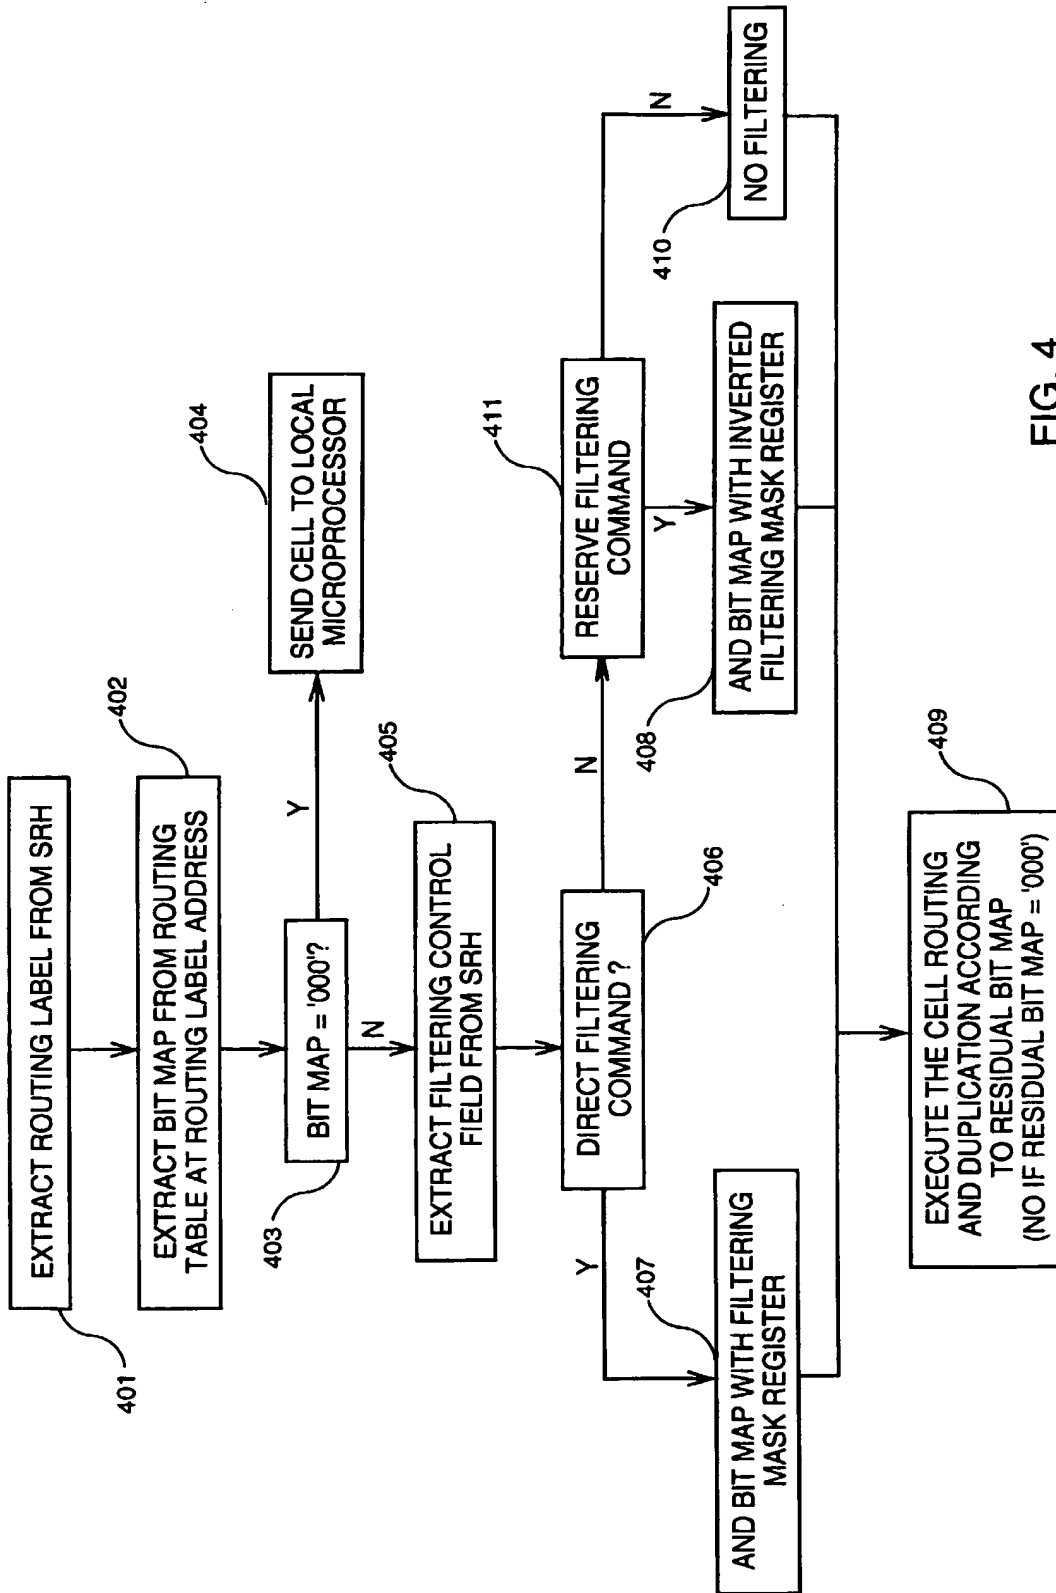 EXTRACT ROUTING LABEL FROM SRH
401
EXTRACT BIT MAP FROM ROUTING
TABLE AT ROUTING LABEL ADDRESS
402
BIT MAP = '000'?
403
Y
N
SEND CELL TO LOCAL
MICROPROCESSOR
404
EXTRACT FILTERING CONTROL
FIELD FROM SRH
405
DIRECT FILTERING
COMMAND ?
406
Y
N
RESERVE FILTERING
COMMAND
411
Y
N
AND BIT MAP WITH FILTERING
MASK REGISTER
407
AND BIT MAP WITH INVERTED
FILTERING MASK REGISTER
408
NO FILTERING
410
EXECUTE THE CELL ROUTING
AND DUPLICATION ACCORDING
TO RESIDUAL BIT MAP
(NO IF RESIDUAL BIT MAP = '000')
409
FIG. 4